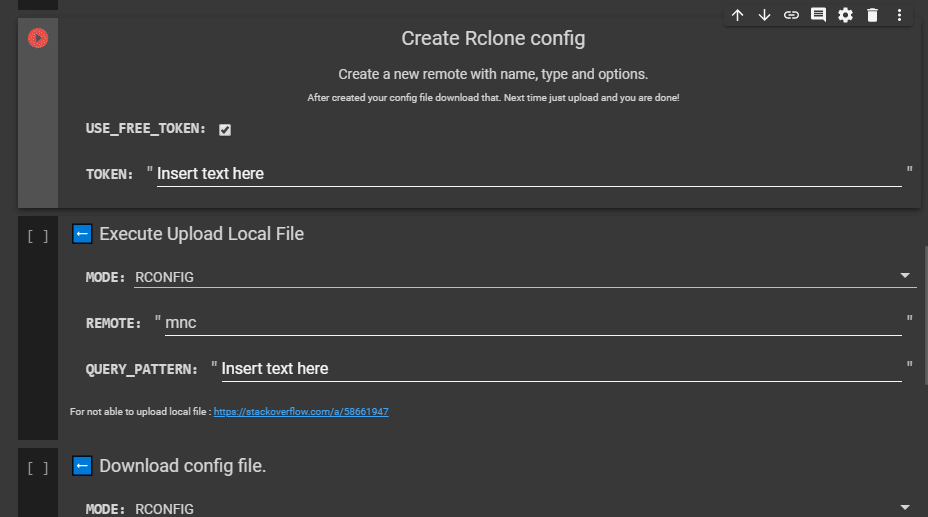 Create Rclone config
Create a new remote with name, type and options.
After created your config file download that. Next time just upload and you are done!
USE_FREE_TOKEN:
TOKEN: " Insert text here "
[ ] ← Execute Upload Local File
MODE: RCONFIG
REMOTE: " mnc "
QUERY_PATTERN: " Insert text here "
For not able to upload local file : https://stackoverflow.com/a/58661947
[ ] ← Download config file.
MODE: RCONFIG